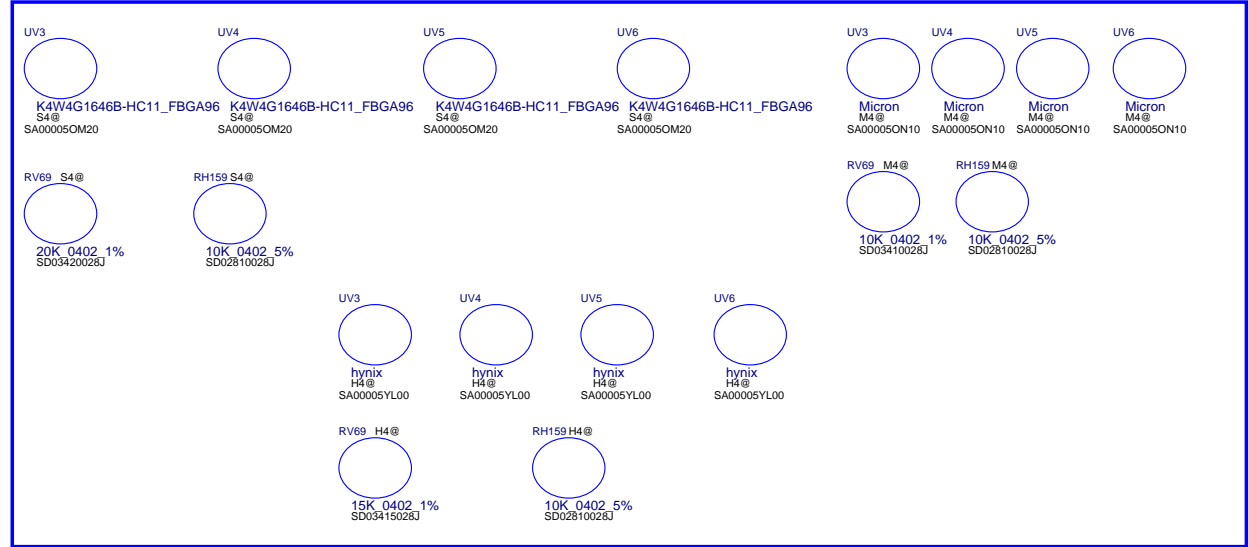 UV3 UV4 UV5 UV6 UV3 UV4 UV5 UV6
K4W4G1646B-HC11_FBGA96 K4W4G1646B-HC11_FBGA96 K4W4G1646B-HC11_FBGA96 K4W4G1646B-HC11_FBGA96 Micron Micron Micron Micron
S4@ S4@ S4@ S4@ M4@ M4@ M4@ M4@
SA00005OM20 SA00005OM20 SA00005OM20 SA00005OM20 SA00005ON10 SA00005ON10 SA00005ON10 SA00005ON10
RV69 S4@ RH159 S4@ RV69 M4@ RH159 M4@
20K_0402_1% 10K_0402_5% 10K_0402_1% 10K_0402_5%
SD03420028J SD02810028J SD03410028J SD02810028J
UV3 UV4 UV5 UV6
hynix hynix hynix hynix
H4@ H4@ H4@ H4@
SA00005YL00 SA00005YL00 SA00005YL00 SA00005YL00
RV69 H4@ RH159 H4@
15K_0402_1% 10K_0402_5%
SD03415028J SD02810028J